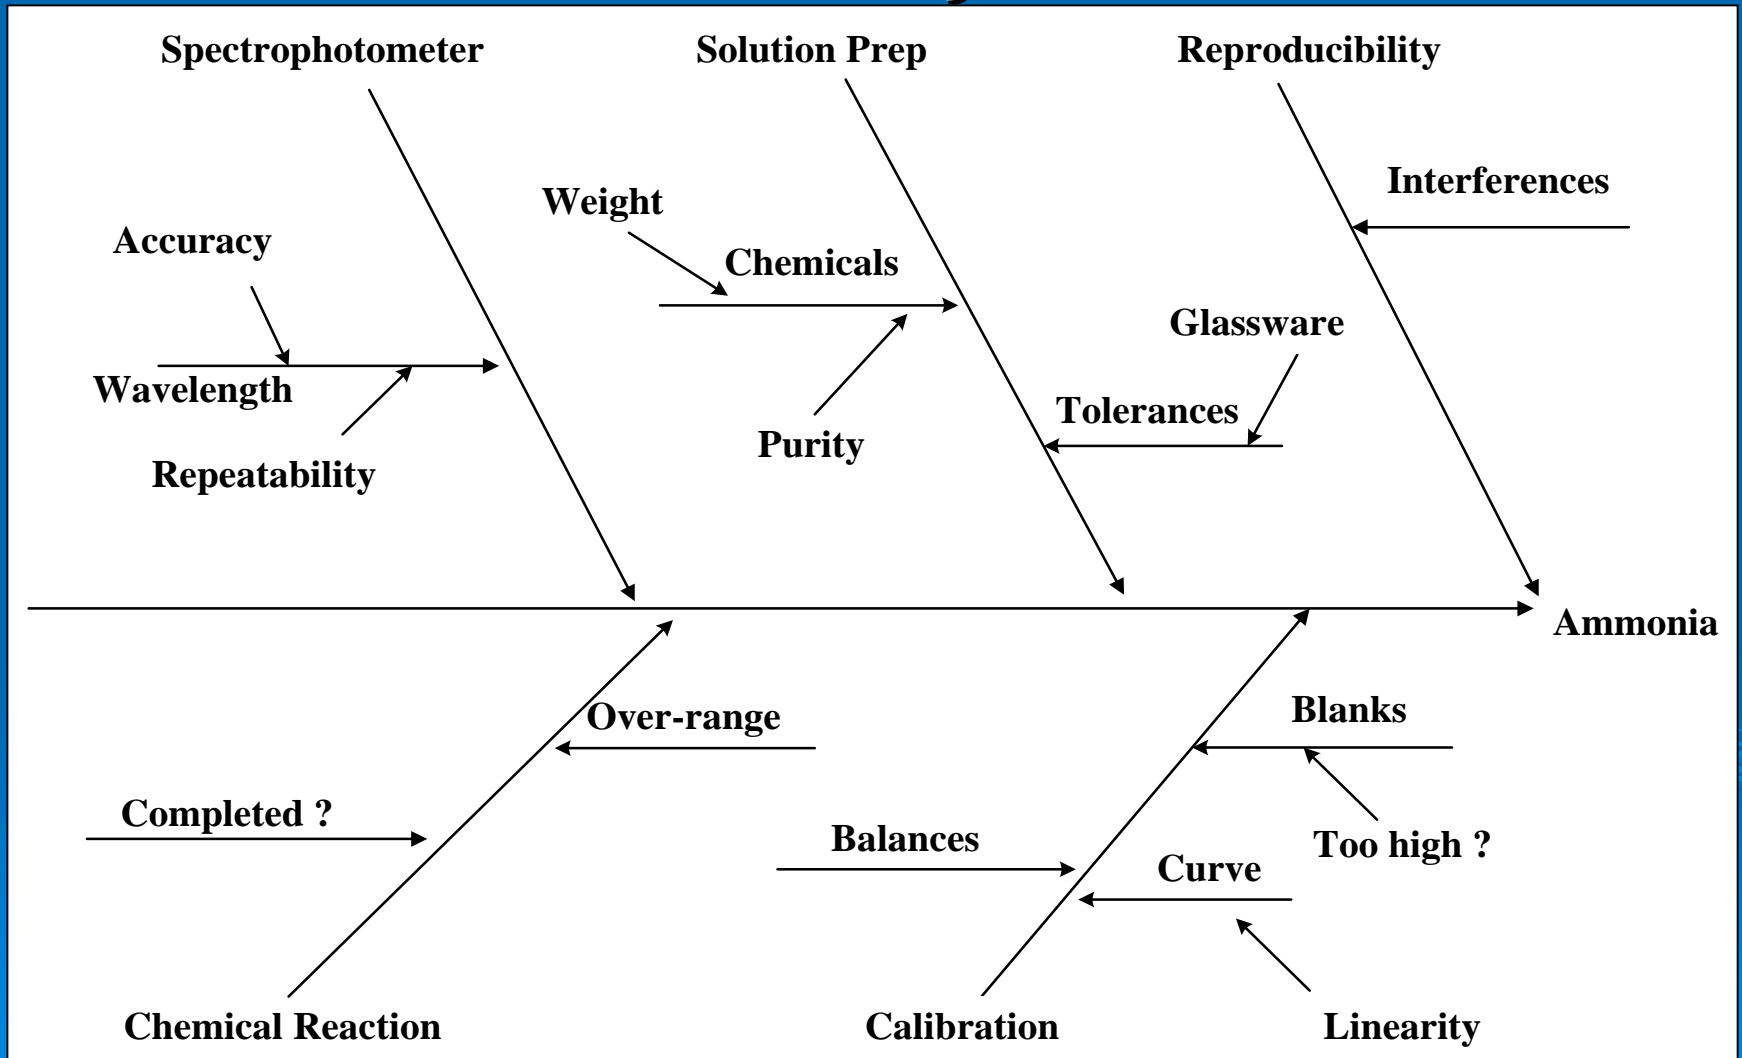 Spectrophotometer
Solution Prep
Reproducibility
Interferences
Weight
Accuracy
Chemicals
Glassware
Wavelength
Tolerances
Purity
Repeatability
Ammonia
Over-range
Blanks
Completed ?
Balances
Too high ?
Curve
Chemical Reaction
Calibration
Linearity